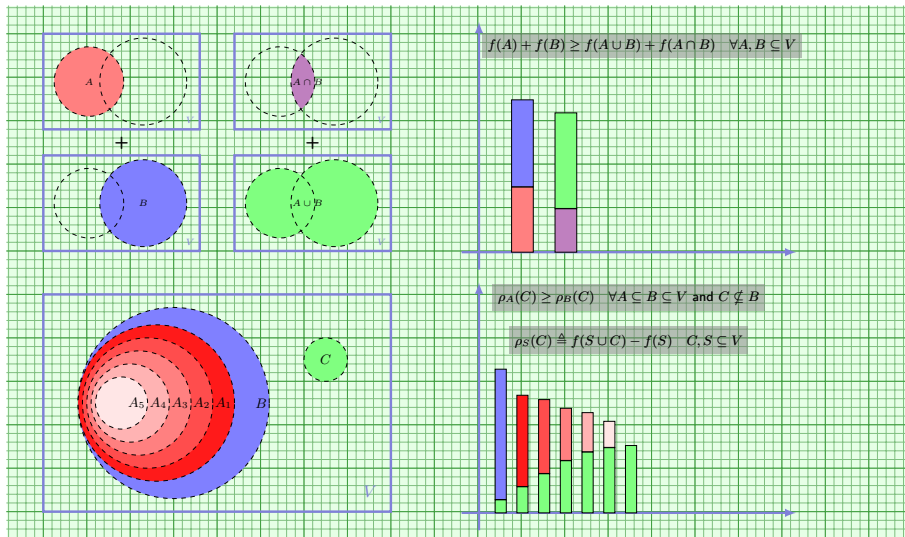 A
V
A ∩ B
V
f(A) + f(B) ≥ f(A ∪ B) + f(A ∩ B) ∀A, B ⊆ V
+
+
B
V
A ∪ B
V
ρ_A(C) ≥ ρ_B(C) ∀A ⊆ B ⊆ V and C ⊈ B
ρ_S(C) ≜ f(S ∪ C) − f(S) C, S ⊆ V
C
A₅ A₄ A₃ A₂ A₁ B
V